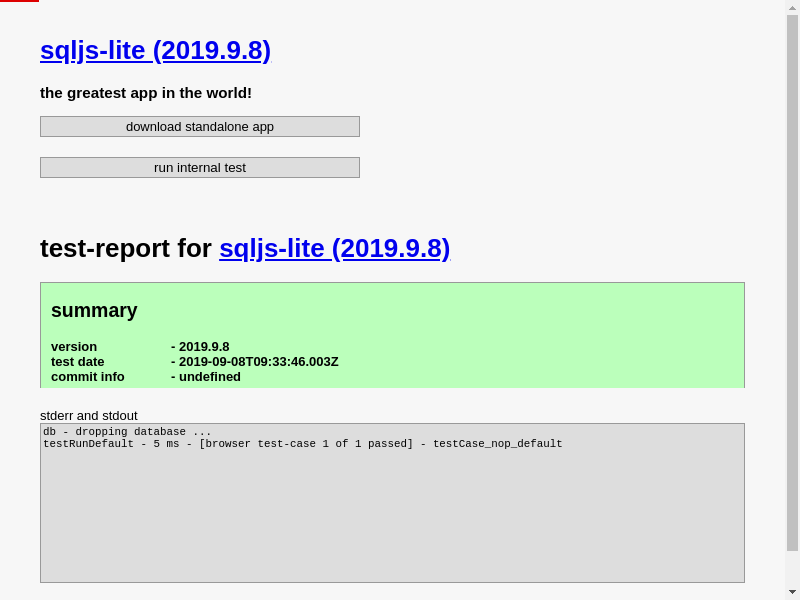 sqljs-lite (2019.9.8)
the greatest app in the world!
download standalone app
run internal test
test-report for sqljs-lite (2019.9.8)
summary
version - 2019.9.8
test date - 2019-09-08T09:33:46.003Z
commit info - undefined
stderr and stdout
db - dropping database ...
testRunDefault - 5 ms - [browser test-case 1 of 1 passed] - testCase_nop_default